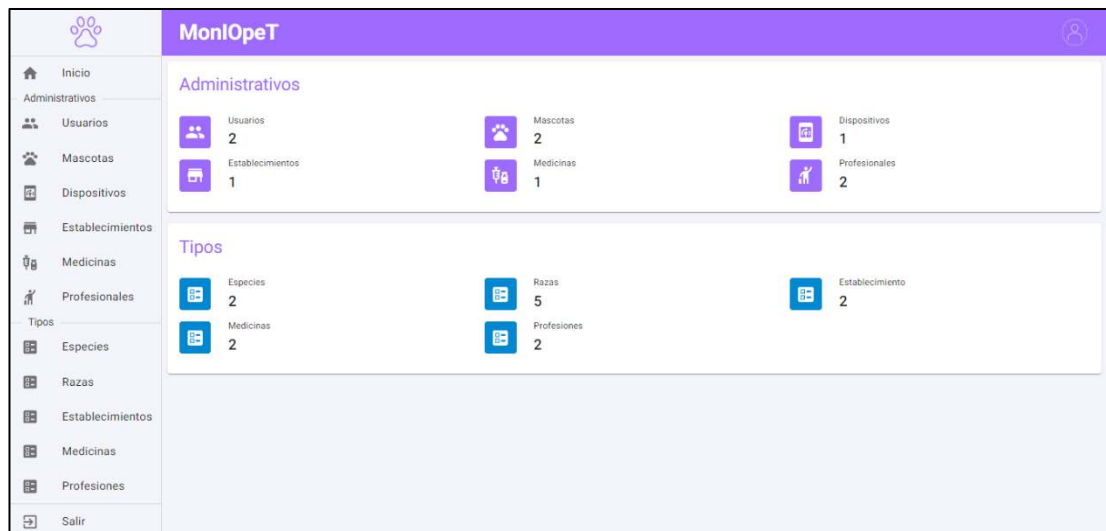 MonIOpeT
Inicio
Administrativos
Usuarios
Mascotas
Dispositivos
Establecimientos
Medicinas
Profesionales
Tipos
Especies
Razas
Establecimientos
Medicinas
Profesiones
Salir
Administrativos
Usuarios
2
Mascotas
2
Dispositivos
1
Establecimientos
1
Medicinas
1
Profesionales
2
Tipos
Especies
2
Razas
5
Establecimiento
2
Medicinas
2
Profesiones
2